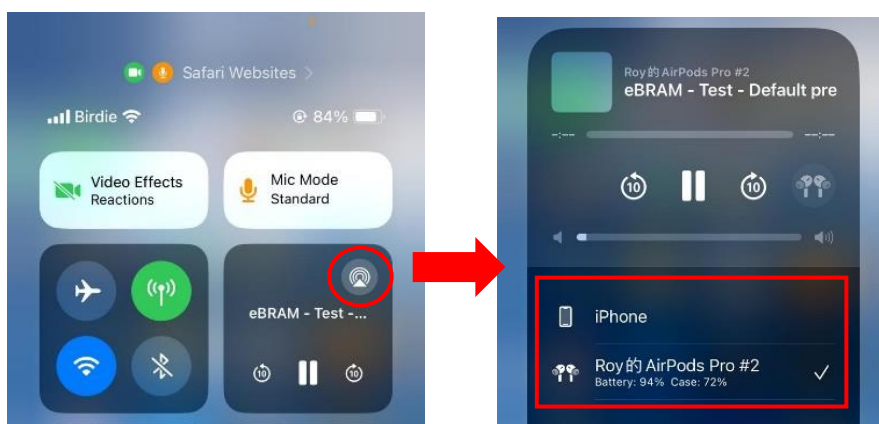 Safari Websites >
Birdie
84%
Video Effects
Reactions
Mic Mode
Standard
eBRAM - Test -...
10
10
Roy的 AirPods Pro #2
eBRAM - Test - Default pre
-:--
--:--
10
10
iPhone
Roy的 AirPods Pro #2
Battery: 94% Case: 72%